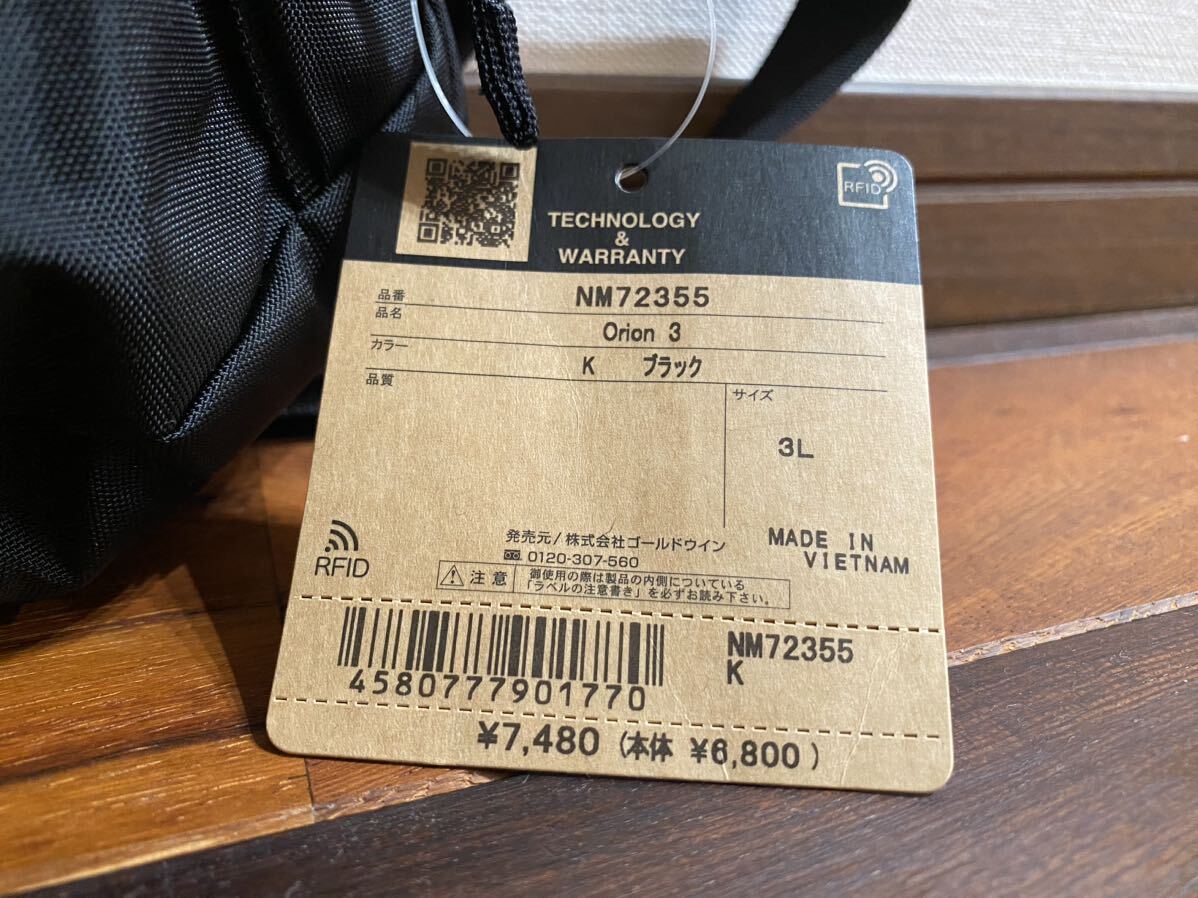 TECHNOLOGY
&
WARRANTY
RFID
品番 NM72355
品名 Orion 3
カラー K ブラック
品質
サイズ
3L
発売元/株式会社ゴールドウイン
0120-307-560
MADE IN
VIETNAM
RFID
注意
御使用の際は製品の内側についている
「ラベルの注意書き」を必ずお読み下さい。
4580777901770
NM72355
K
¥7,480 (本体 ¥6,800)